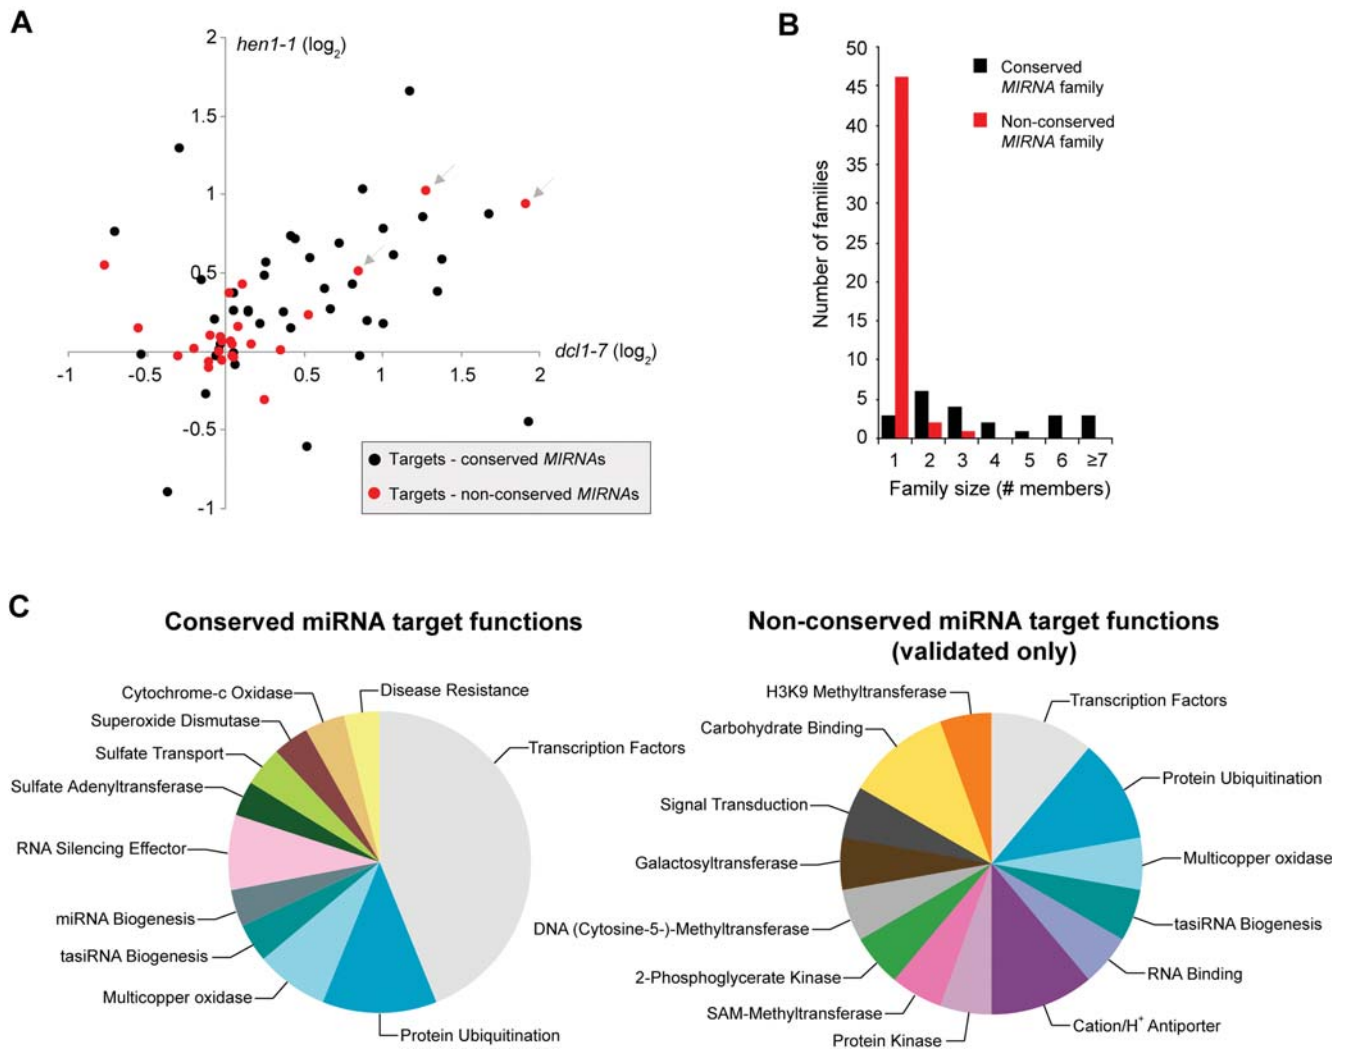 A
hen1-1 (log2)
2
1.5
1
0.5
0
-0.5
-1
-1
-0.5
0.5
1
1.5
2
dcl1-7 (log2)
Targets - conserved MIRNAs
Targets - non-conserved MIRNAs
B
Number of families
50
45
40
35
30
25
20
15
10
5
0
1 2 3 4 5 6 ≥7
Family size (# members)
Conserved
MIRNA family
Non-conserved
MIRNA family
C
Conserved miRNA target functions
Disease Resistance
Cytochrome-c Oxidase
Superoxide Dismutase
Sulfate Transport
Sulfate Adenyltransferase
RNA Silencing Effector
miRNA Biogenesis
tasiRNA Biogenesis
Multicopper oxidase
Protein Ubiquitination
Transcription Factors
Non-conserved miRNA target functions
(validated only)
H3K9 Methyltransferase
Carbohydrate Binding
Signal Transduction
Galactosyltransferase
DNA (Cytosine-5-)-Methyltransferase
2-Phosphoglycerate Kinase
SAM-Methyltransferase
Protein Kinase
Transcription Factors
Protein Ubiquitination
Multicopper oxidase
tasiRNA Biogenesis
RNA Binding
Cation/H+ Antiporter